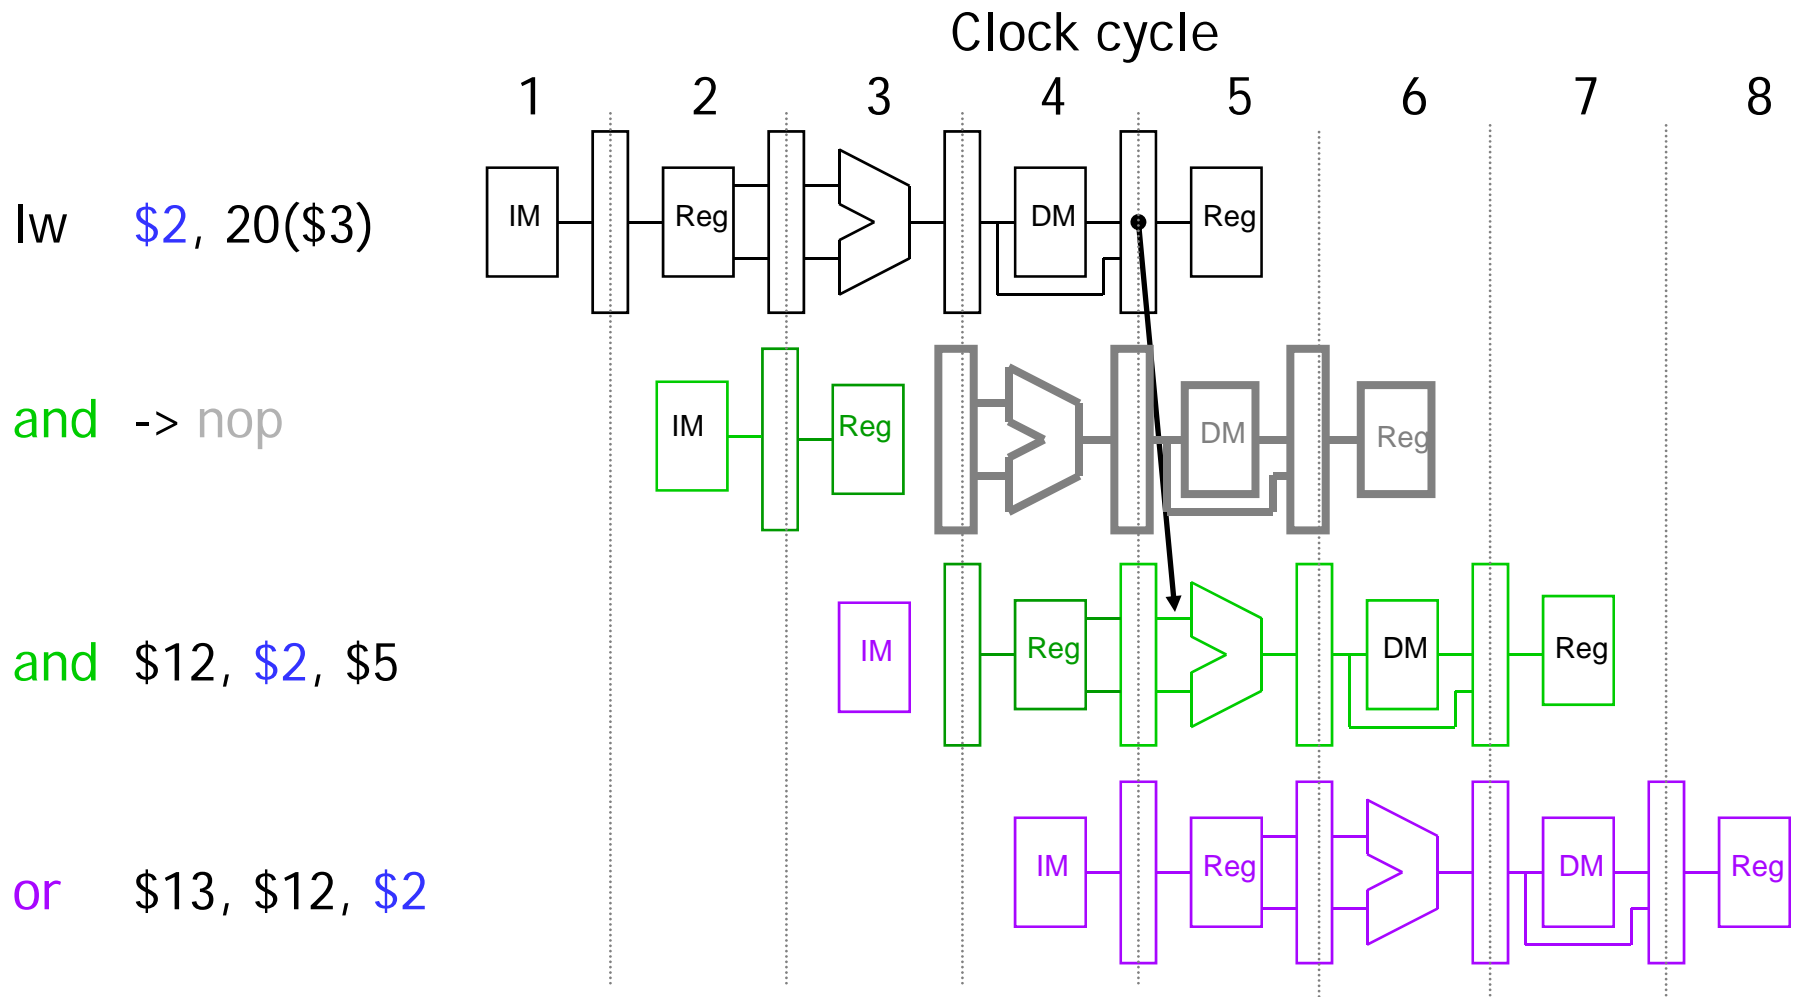 Clock cycle
1 2 3 4 5 6 7 8
lw $2, 20($3) IM Reg DM Reg
and -> nop IM Reg DM Reg
and $12, $2, $5 IM Reg DM Reg
or $13, $12, $2 IM Reg DM Reg